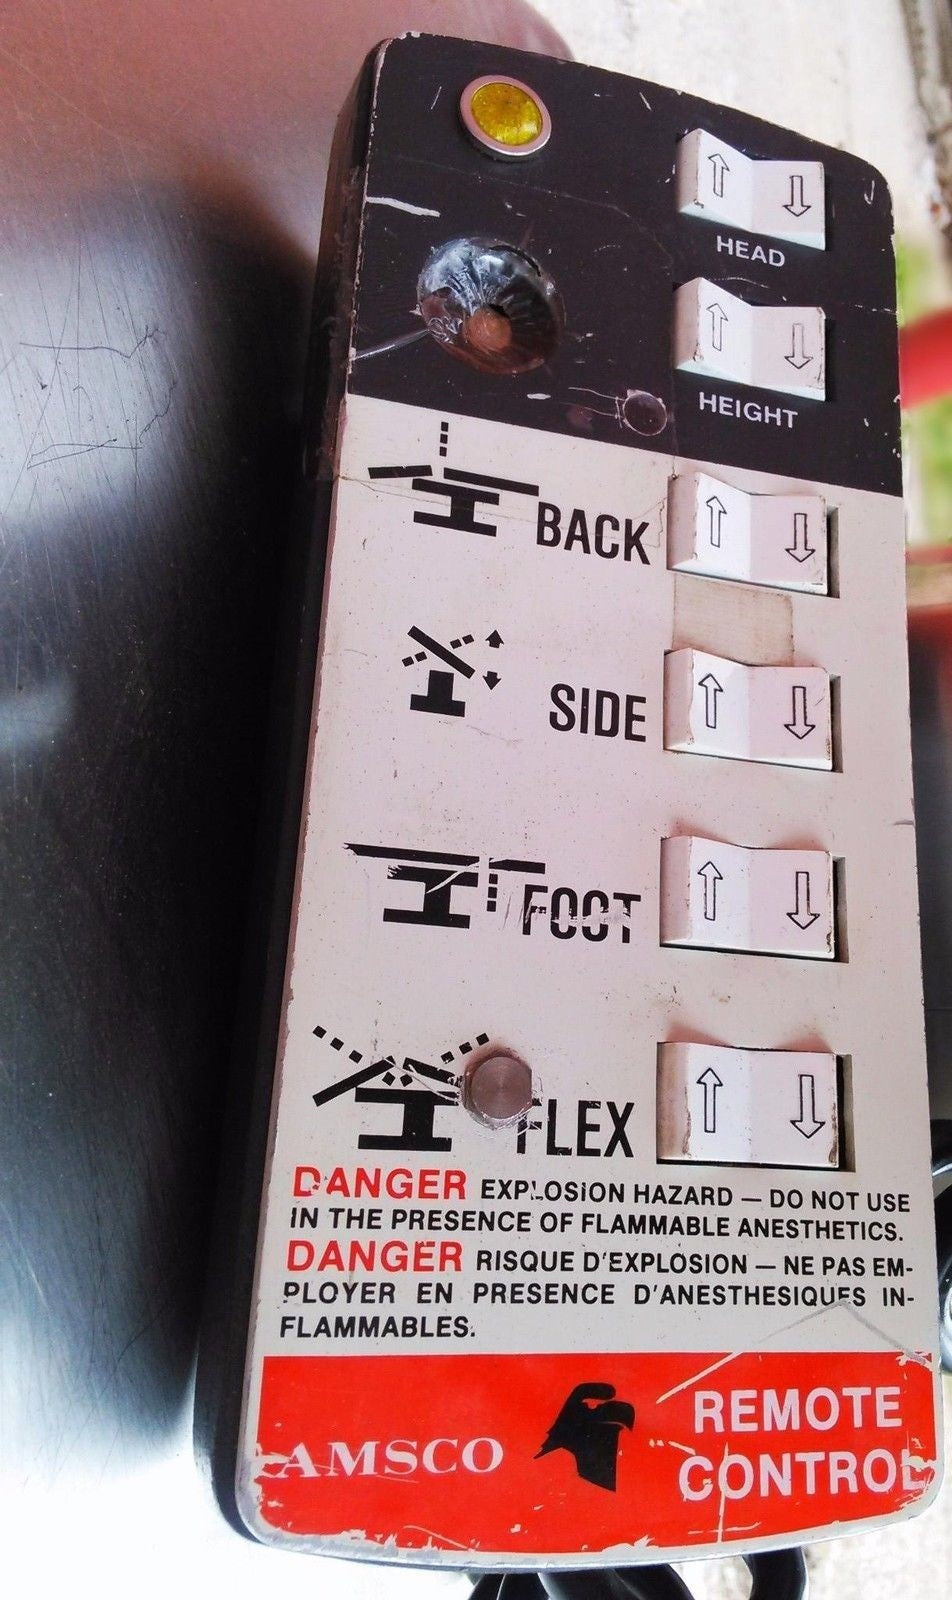 HEAD
HEIGHT
BACK
SIDE
FOOT
FLEX
DANGER EXPLOSION HAZARD — DO NOT USE
IN THE PRESENCE OF FLAMMABLE ANESTHETICS.
DANGER RISQUE D'EXPLOSION — NE PAS EM-
PLOYER EN PRESENCE D'ANESTHESIQUES IN-
FLAMMABLES.
AMSCO
REMOTE
CONTROL